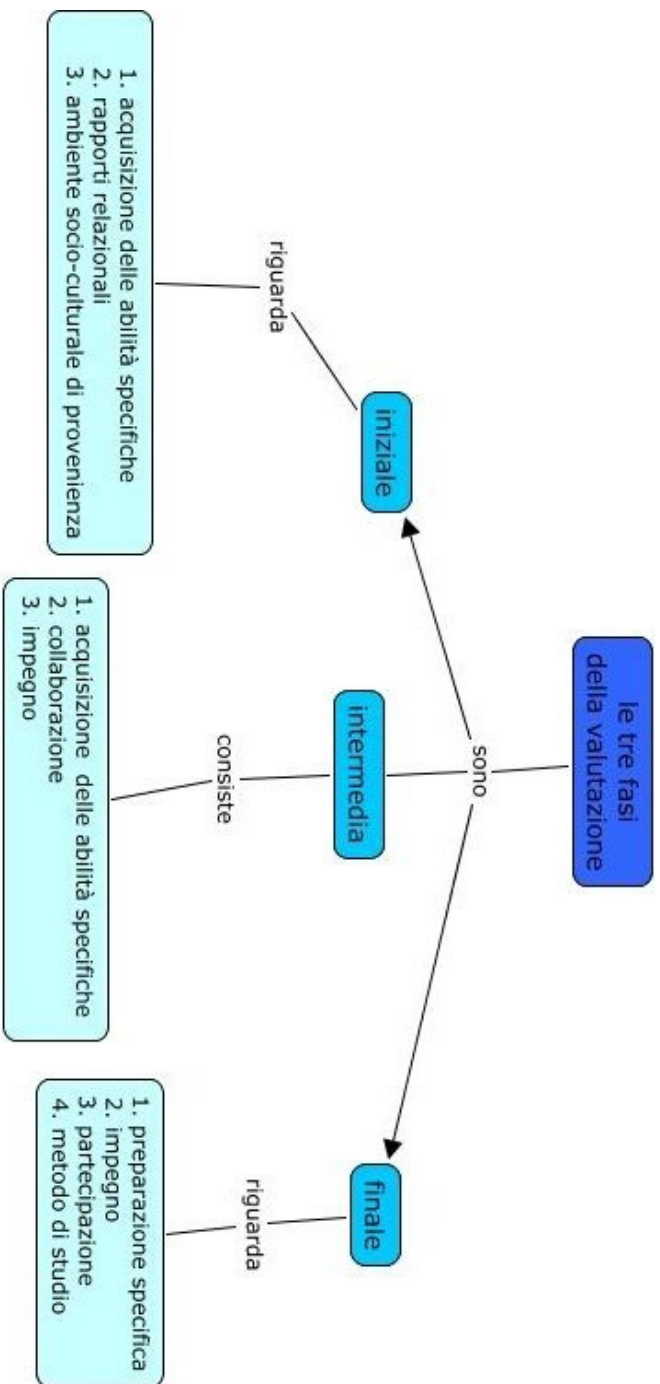 le tre fasi
della valutazione
sono
iniziale
intermedia
finale
riguarda
consiste
riguarda
1. acquisizione delle abilità specifiche
2. rapporti relazionali
3. ambiente socio-culturale di provenienza
1. acquisizione delle abilità specifiche
2. collaborazione
3. impegno
1. preparazione specifica
2. impegno
3. partecipazione
4. metodo di studio